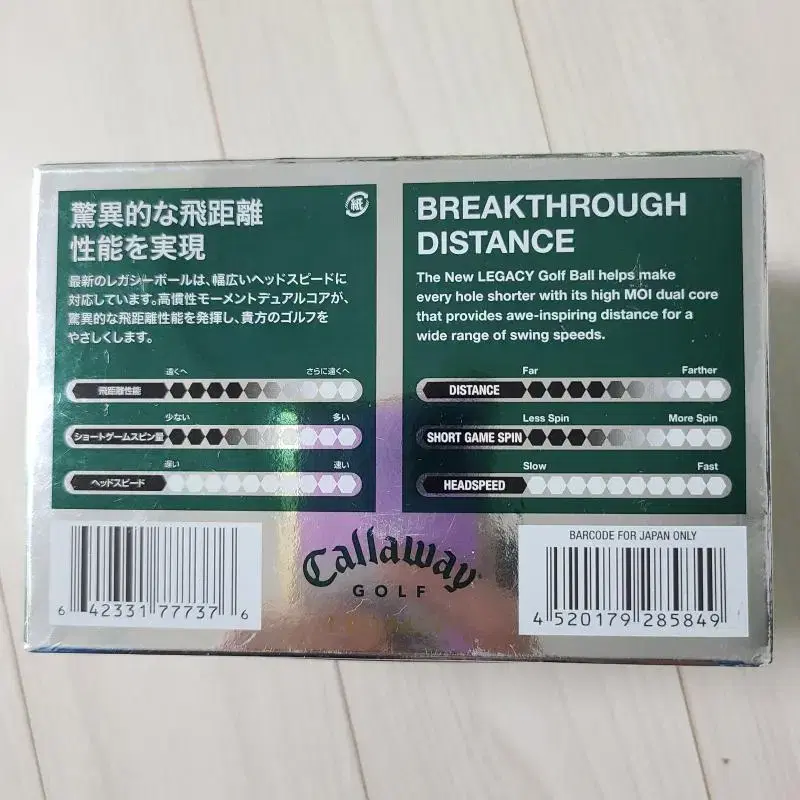 驚異的な飛距離
性能を実現
紙
最新のレガシーボールは、幅広いヘッドスピードに
対応しています。高慣性モーメントデュアルコアが、
驚異的な飛距離性能を発揮し、貴方のゴルフを
やさしくします。
遠くへ さらに遠くへ
飛距離性能
少ない 多い
ショートゲームスピン量
遅い 速い
ヘッドスピード
BREAKTHROUGH
DISTANCE
The New LEGACY Golf Ball helps make
every hole shorter with its high MOI dual core
that provides awe-inspiring distance for a
wide range of swing speeds.
Far Farther
DISTANCE
Less Spin More Spin
SHORT GAME SPIN
Slow Fast
HEADSPEED
6 42331 77737 6
Callaway
GOLF
BARCODE FOR JAPAN ONLY
4 520179 285849